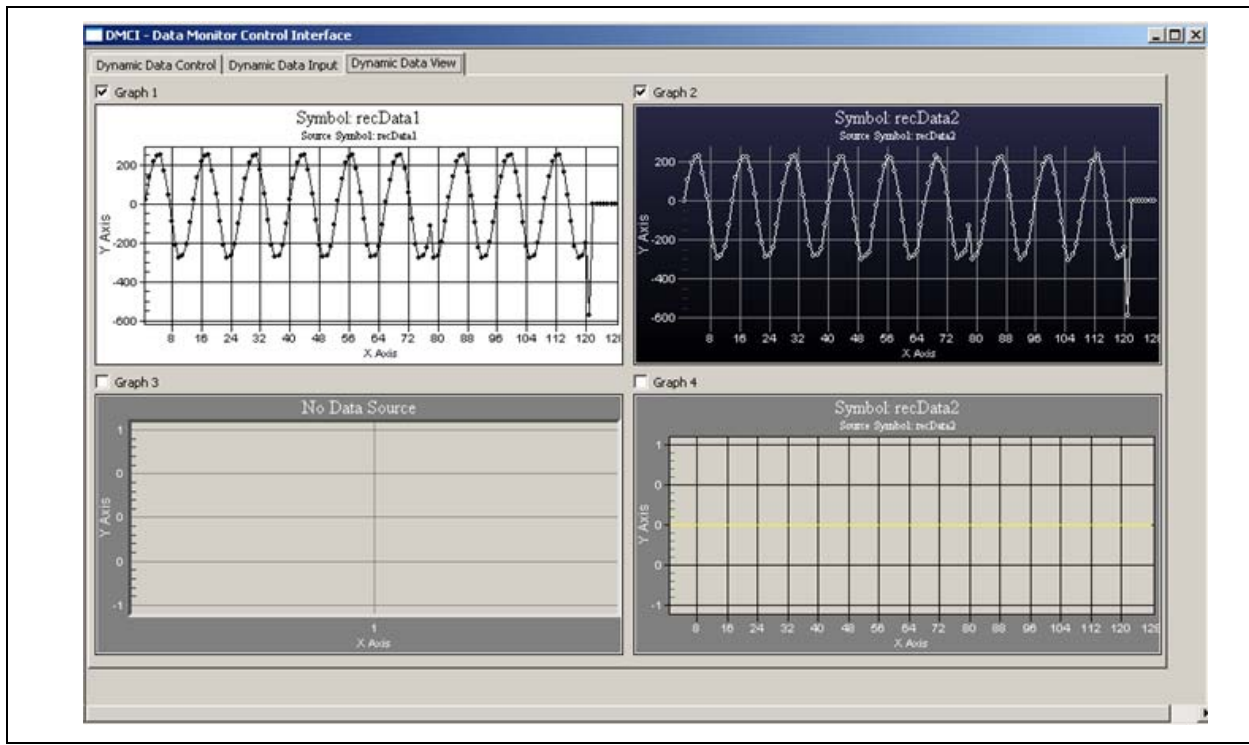 DMCI - Data Monitor Control Interface
Dynamic Data Control Dynamic Data Input Dynamic Data View
Graph 1
Symbol: recData1
Source Symbol: recData1
200
0
-200
-400
-600
Y Axis
8 16 24 32 40 48 56 64 72 80 88 96 104 112 120 128
X Axis
Graph 2
Symbol: recData2
Source Symbol: recData2
200
0
-200
-400
-600
Y Axis
8 16 24 32 40 48 56 64 72 80 88 96 104 112 120 128
X Axis
Graph 3
No Data Source
1
0
0
0
-1
Y Axis
1
X Axis
Graph 4
Symbol: recData2
Source Symbol: recData2
1
0
0
0
-1
Y Axis
8 16 24 32 40 48 56 64 72 80 88 96 104 112 120 128
X Axis